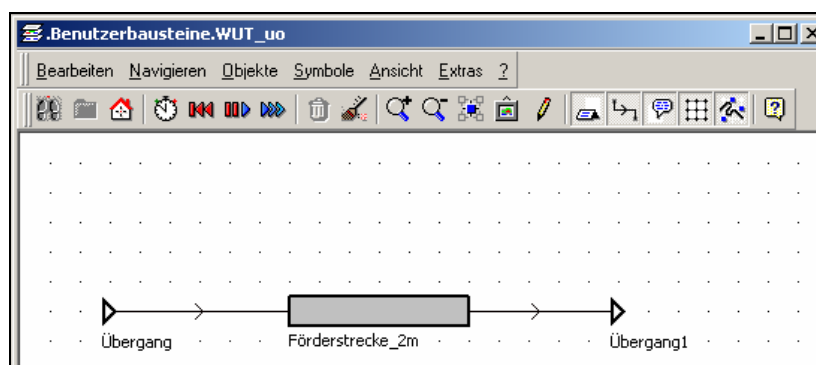 .Benutzerbausteine.WUT_uo
Bearbeiten Navigieren Objekte Symbole Ansicht Extras ?
Übergang Förderstrecke_2m Übergang1